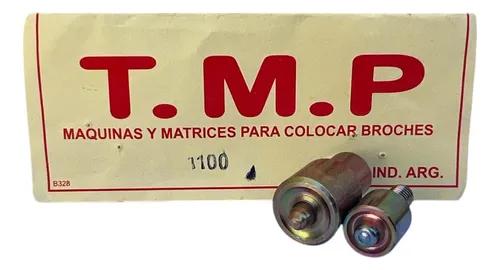 T.M.P
MAQUINAS Y MATRICES PARA COLOCAR BROCHES
1100
IND. ARG.
B328